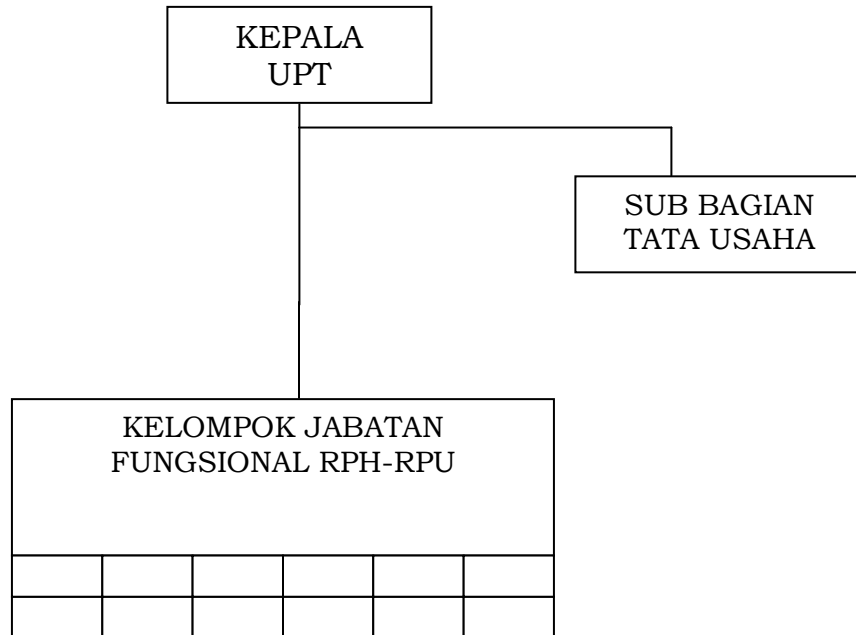 KEPALA
UPT
SUB BAGIAN
TATA USAHA
KELOMPOK JABATAN
FUNGSIONAL RPH-RPU